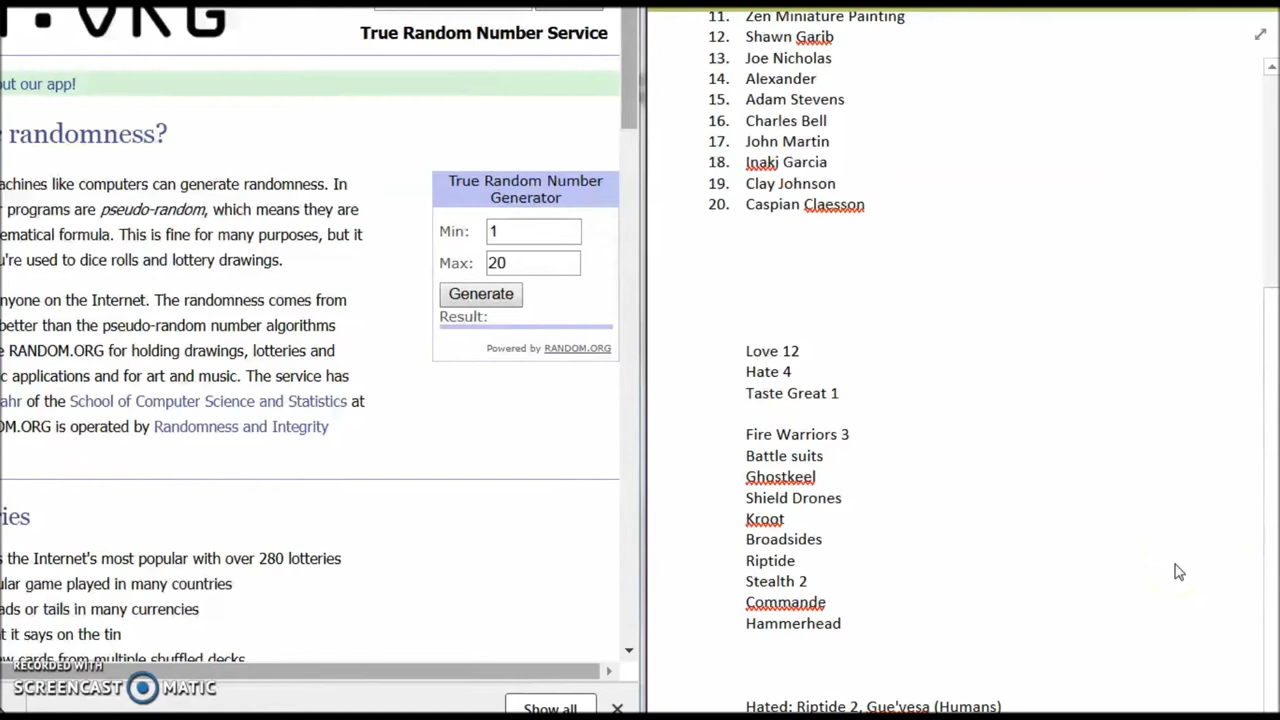 True Random Number Service
out our app!
randomness?
achines like computers can generate randomness. In
r programs are pseudo-random, which means they are
ematical formula. This is fine for many purposes, but it
u're used to dice rolls and lottery drawings.
True Random Number
Generator
Min: 1
Max: 20
Generate
Result:
Powered by RANDOM.ORG
nyone on the Internet. The randomness comes from
better than the pseudo-random number algorithms
e RANDOM.ORG for holding drawings, lotteries and
c applications and for art and music. The service has
ahr of the School of Computer Science and Statistics at
OM.ORG is operated by Randomness and Integrity
ies
s the Internet's most popular with over 280 lotteries
ular game played in many countries
ads or tails in many currencies
at it says on the tin
w cards from multiple shuffled decks
RECORDED WITH
SCREENCAST MATIC
Show all
11. Zen Miniature Painting
12. Shawn Garib
13. Joe Nicholas
14. Alexander
15. Adam Stevens
16. Charles Bell
17. John Martin
18. Inaki Garcia
19. Clay Johnson
20. Caspian Claesson
Love 12
Hate 4
Taste Great 1
Fire Warriors 3
Battle suits
Ghostkeel
Shield Drones
Kroot
Broadsides
Riptide
Stealth 2
Commande
Hammerhead
Hated: Riptide 2, Gue'vesa (Humans)